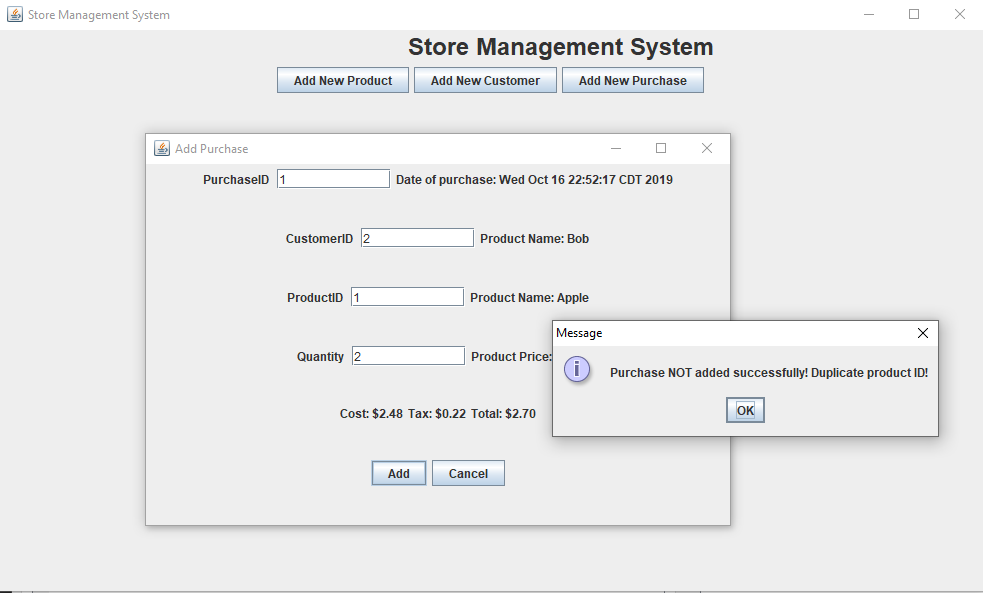 Store Management System
Store Management System
Add New Product Add New Customer Add New Purchase
Add Purchase
PurchaseID 1 Date of purchase: Wed Oct 16 22:52:17 CDT 2019
CustomerID 2 Product Name: Bob
ProductID 1 Product Name: Apple
Quantity 2 Product Price:
Cost: $2.48 Tax: $0.22 Total: $2.70
Add Cancel
Message
Purchase NOT added successfully! Duplicate product ID!
OK